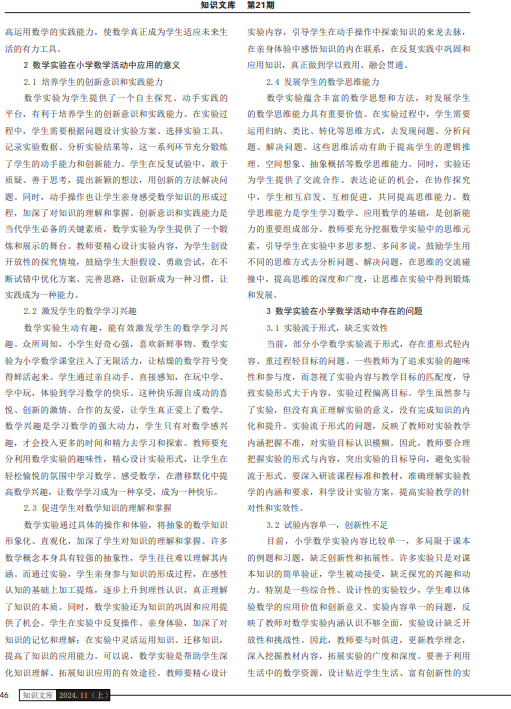 知识文库 第21期
高运用数学的实践能力，使数学真正成为学生适应未来生
活的有力工具。
2 数学实验在小学数学活动中应用的意义
2.1 培养学生的创新意识和实践能力
数学实验为学生提供了一个自主探究、动手实践的
平台，有利于培养学生的创新意识和实践能力。在实验过
程中，学生需要根据问题设计实验方案、选择实验工具、
记录实验数据、分析实验结果等，这一系列环节充分锻炼
了学生的动手能力和创新能力。学生在反复试验中，敢于
质疑、善于思考，提出新颖的想法，用创新的方法解决问
题。同时，动手操作也让学生亲身感受数学知识的形成过
程，加深了对知识的理解和掌握。创新意识和实践能力是
当代学生必备的关键素质，数学实验为学生提供了一个锻
炼和展示的舞台。教师要精心设计实验内容，为学生创设
开放性的探究情境，鼓励学生大胆假设、勇敢尝试，在不
断试错中优化方案、完善思路，让创新成为一种习惯，让
实践成为一种能力。
2.2 激发学生的数学学习兴趣
数学实验生动有趣，能有效激发学生的数学学习兴
趣。众所周知，小学生好奇心强，喜欢新鲜事物。数学实
验为小学数学课堂注入了无限活力，让枯燥的数学符号变
得鲜活起来。学生通过亲自动手、直接感知，在玩中学、
学中玩，体验到学习数学的快乐。这种快乐源自成功的喜
悦、创新的激情、合作的友爱，让学生真正爱上了数学。
数学兴趣是学习数学的强大动力，学生只有对数学感兴
趣，才会投入更多的时间和精力去学习和探索。教师要充
分利用数学实验的趣味性，精心设计实验形式，让学生在
轻松愉悦的氛围中学习数学、感受数学，在潜移默化中提
高数学兴趣，让数学学习成为一种享受，成为一种快乐。
2.3 促进学生对数学知识的理解和掌握
数学实验通过具体的操作和体验，将抽象的数学知识
形象化、直观化，加深了学生对知识的理解和掌握。许多
数学概念本身具有较强的抽象性，学生往往难以理解其内
涵。而通过实验，学生亲身参与知识的形成过程，在感性
认知的基础上加工提炼，逐步上升到理性认识，真正理解
了知识的本质。同时，数学实验还为知识的巩固和应用提
供了机会。学生在实验中反复操作、亲身体验，加深了对
知识的记忆和理解；在实验中灵活运用知识、迁移知识，
提高了知识的应用能力。可以说，数学实验是帮助学生深
化知识理解、拓展知识应用的有效途径。教师要精心设计
实验内容，引导学生在动手操作中探索知识的来龙去脉，
在亲身体验中感悟知识的内在联系，在反复实践中巩固和
应用知识，真正做到学以致用、融会贯通。
2.4 发展学生的数学思维能力
数学实验蕴含丰富的数学思想和方法，对发展学生
的数学思维能力具有重要价值。在实验过程中，学生需要
运用归纳、类比、转化等思维方式，去发现问题、分析问
题、解决问题。这些思维活动有助于提高学生的逻辑推
理、空间想象、抽象概括等数学思维能力。同时，实验还
为学生提供了交流合作、表达论证的机会，在协作探究
中，学生相互启发、互相促进，共同提高思维能力。数
学思维能力是学生学习数学、应用数学的基础，是创新能
力的重要组成部分。教师要充分挖掘数学实验中的思维元
素，引导学生在实验中多思多想、多问多说，鼓励学生用
不同的思维方式去分析问题、解决问题，在思维的交流碰
撞中，提高思维的深度和广度，让思维在实验中得到锻炼
和发展。
3 数学实验在小学数学活动中存在的问题
3.1 实验流于形式，缺乏实效性
当前，部分小学数学实验流于形式，存在重形式轻内
容、重过程轻目标的问题。一些教师为了追求实验的趣味
性和参与度，而忽视了实验内容与教学目标的匹配度，导
致实验形式大于内容，实验过程偏离目标。学生虽然参与
了实验，但没有真正理解实验的意义，没有完成知识的内
化和提升。实验流于形式的问题，反映了教师对实验教学
内涵把握不准，对实验目标认识模糊。因此，教师要合理
把握实验的形式与内容，突出实验的目标导向，避免实验
流于形式。要深入研读课程标准和教材，准确理解实验教
学的内涵和要求，科学设计实验方案，提高实验教学的针
对性和实效性。
3.2 试验内容单一，创新性不足
目前，小学数学实验内容比较单一，多局限于课本
的例题和习题，缺乏创新性和拓展性。许多实验只是对课
本知识的简单验证，学生被动接受，缺乏探究的兴趣和动
力。特别是一些综合性、设计性的实验较少，学生难以体
验数学的应用价值和创新意义。实验内容单一的问题，反
映了教师对数学实验内涵认识不够全面，实验设计缺乏开
放性和挑战性。因此，教师要与时俱进，更新教学理念，
深入挖掘教材内容，拓展实验的广度和深度。要善于利用
生活中的数学资源，设计贴近学生生活、富有创新性的实
46 知识文库 2024.11（上）